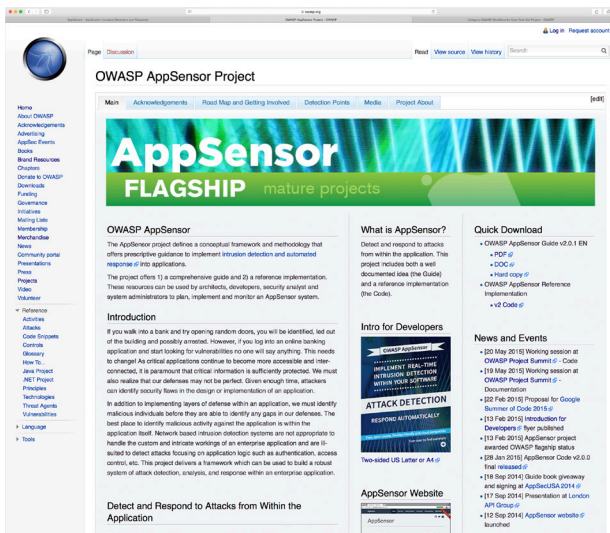 owasp.org
OWASP AppSensor Project - OWASP
Log in Request account
Page Discussion
Read View source View history Search
OWASP AppSensor Project
Main Acknowledgements Road Map and Getting Involved Detection Points Media Project About [edit]
Home
About OWASP
Acknowledgements
Advertising
AppSec Events
Books
Brand Resources
Chapters
Donate to OWASP
Downloads
Funding
Governance
Initiatives
Mailing Lists
Membership
Merchandise
News
Community portal
Presentations
Press
Projects
Video
Volunteer
Reference
Activities
Attacks
Code Snippets
Controls
Glossary
How To...
Java Project
.NET Project
Principles
Technologies
Threat Agents
Vulnerabilities
Language
Tools
AppSensor
FLAGSHIP mature projects
OWASP AppSensor
The AppSensor project defines a conceptual framework and methodology that
offers prescriptive guidance to implement intrusion detection and automated
response into applications.
The project offers 1) a comprehensive guide and 2) a reference implementation.
These resources can be used by architects, developers, security analyst and
system administrators to plan, implement and monitor an AppSensor system.
Introduction
If you walk into a bank and try opening random doors, you will be identified, led out
of the building and possibly arrested. However, if you log into an online banking
application and start looking for vulnerabilities no one will say anything. This needs
to change! As critical applications continue to become more accessible and inter-
connected, it is paramount that critical information is sufficiently protected. We must
also realize that our defenses may not be perfect. Given enough time, attackers
can identify security flaws in the design or implementation of an application.
In addition to implementing layers of defense within an application, we must identify
malicious individuals before they are able to identify any gaps in our defenses. The
best place to identify malicious activity against the application is within the
application itself. Network based intrusion detection systems are not appropriate to
handle the custom and intricate workings of an enterprise application and are ill-
suited to detect attacks focusing on application logic such as authentication, access
control, etc. This project delivers a framework which can be used to build a robust
system of attack detection, analysis, and response within an enterprise application.
Detect and Respond to Attacks from Within the
Application
What is AppSensor?
Detect and respond to attacks
from within the application. This
project includes both a well
documented idea (the Guide)
and a reference implementation
(the Code).
Intro for Developers
OWASP AppSensor
IMPLEMENT REAL-TIME
INTRUSION DETECTION
WITHIN YOUR SOFTWARE
ATTACK DETECTION
RESPOND AUTOMATICALLY
Two-sided US Letter or A4
AppSensor Website
AppSensor
Quick Download
OWASP AppSensor Guide v2.0.1 EN
PDF
DOC
Hard copy
OWASP AppSensor Reference
Implementation
v2 Code
News and Events
[20 May 2015] Working session at
OWASP Project Summit - Code
[19 May 2015] Working session at
OWASP Project Summit -
Documentation
[22 Feb 2015] Proposal for Google
Summer of Code 2015
[13 Feb 2015] Introduction for
Developers flyer published
[13 Feb 2015] AppSensor project
awarded OWASP flagship status
[28 Jan 2015] AppSensor Code v2.0.0
final released
[18 Sep 2014] Guide book giveaway
and signing at AppSecUSA 2014
[17 Sep 2014] Presentation at London
API Group
[12 Sep 2014] AppSensor website
launched